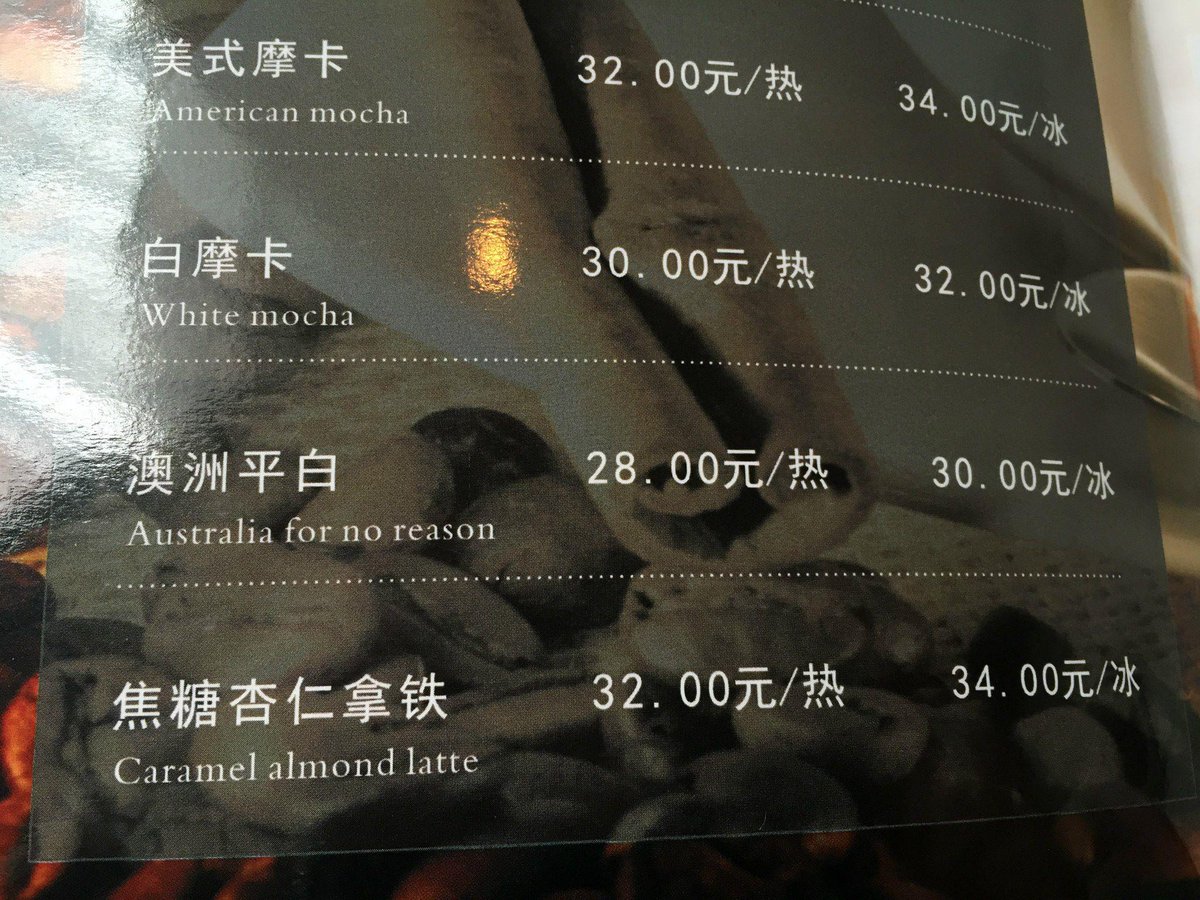 美式摩卡 32.00元/热 34.00元/冰
American mocha
白摩卡 30.00元/热 32.00元/冰
White mocha
澳洲平白 28.00元/热 30.00元/冰
Australia for no reason
焦糖杏仁拿铁 32.00元/热 34.00元/冰
Caramel almond latte